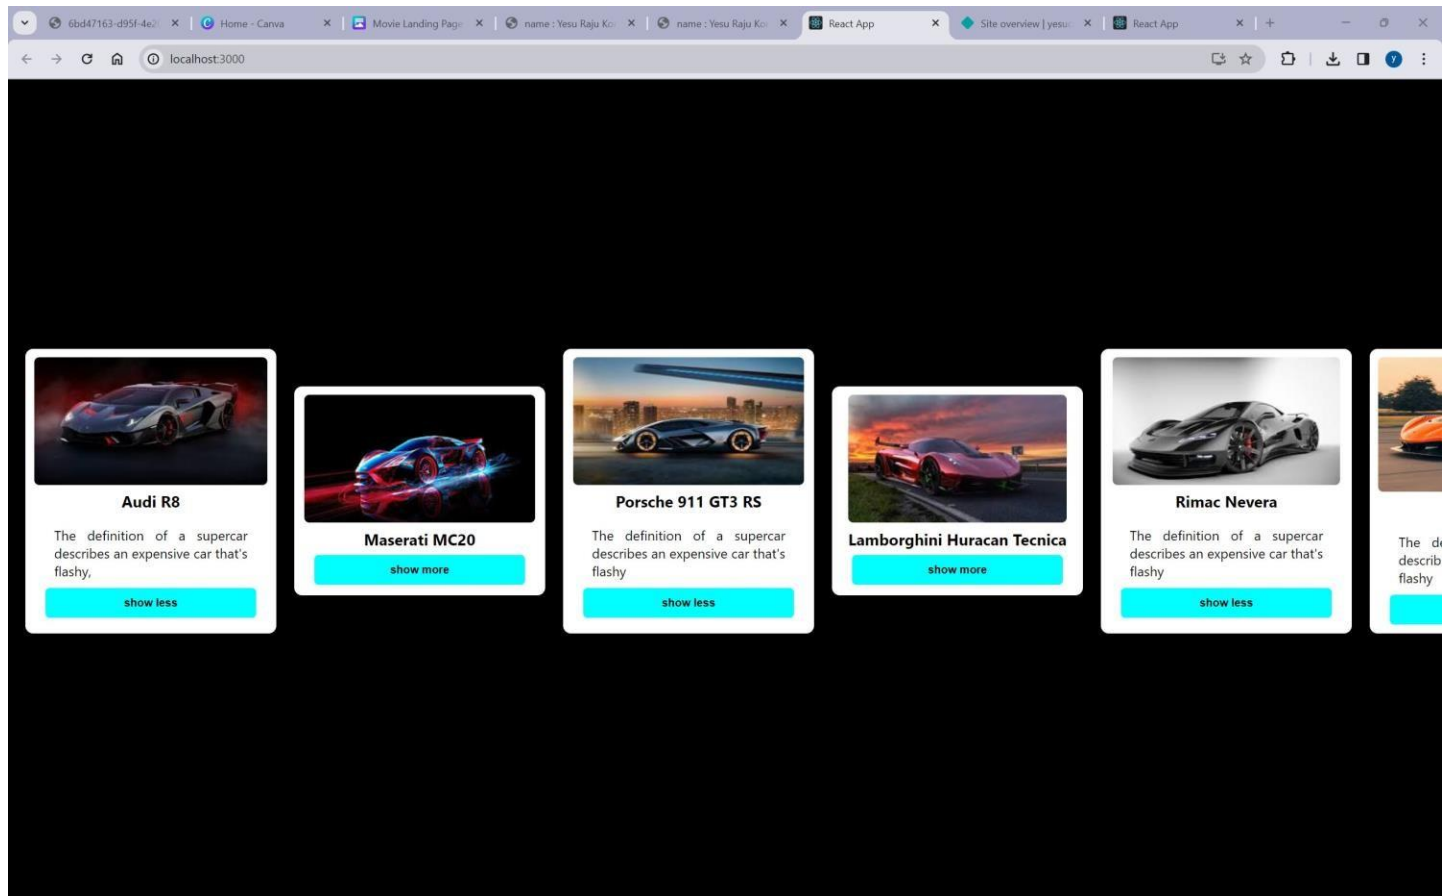 6bd47163-d95f-4e2
Home - Canva
Movie Landing Page
name : Yesu Raju Ko
name : Yesu Raju Ko
React App
Site overview | yesu
React App
localhost:3000
y
Audi R8
The definition of a supercar
describes an expensive car that's
flashy,
show less
Maserati MC20
show more
Porsche 911 GT3 RS
The definition of a supercar
describes an expensive car that's
flashy
show less
Lamborghini Huracan Tecnica
show more
Rimac Nevera
The definition of a supercar
describes an expensive car that's
flashy
show less
The de
describ
flashy